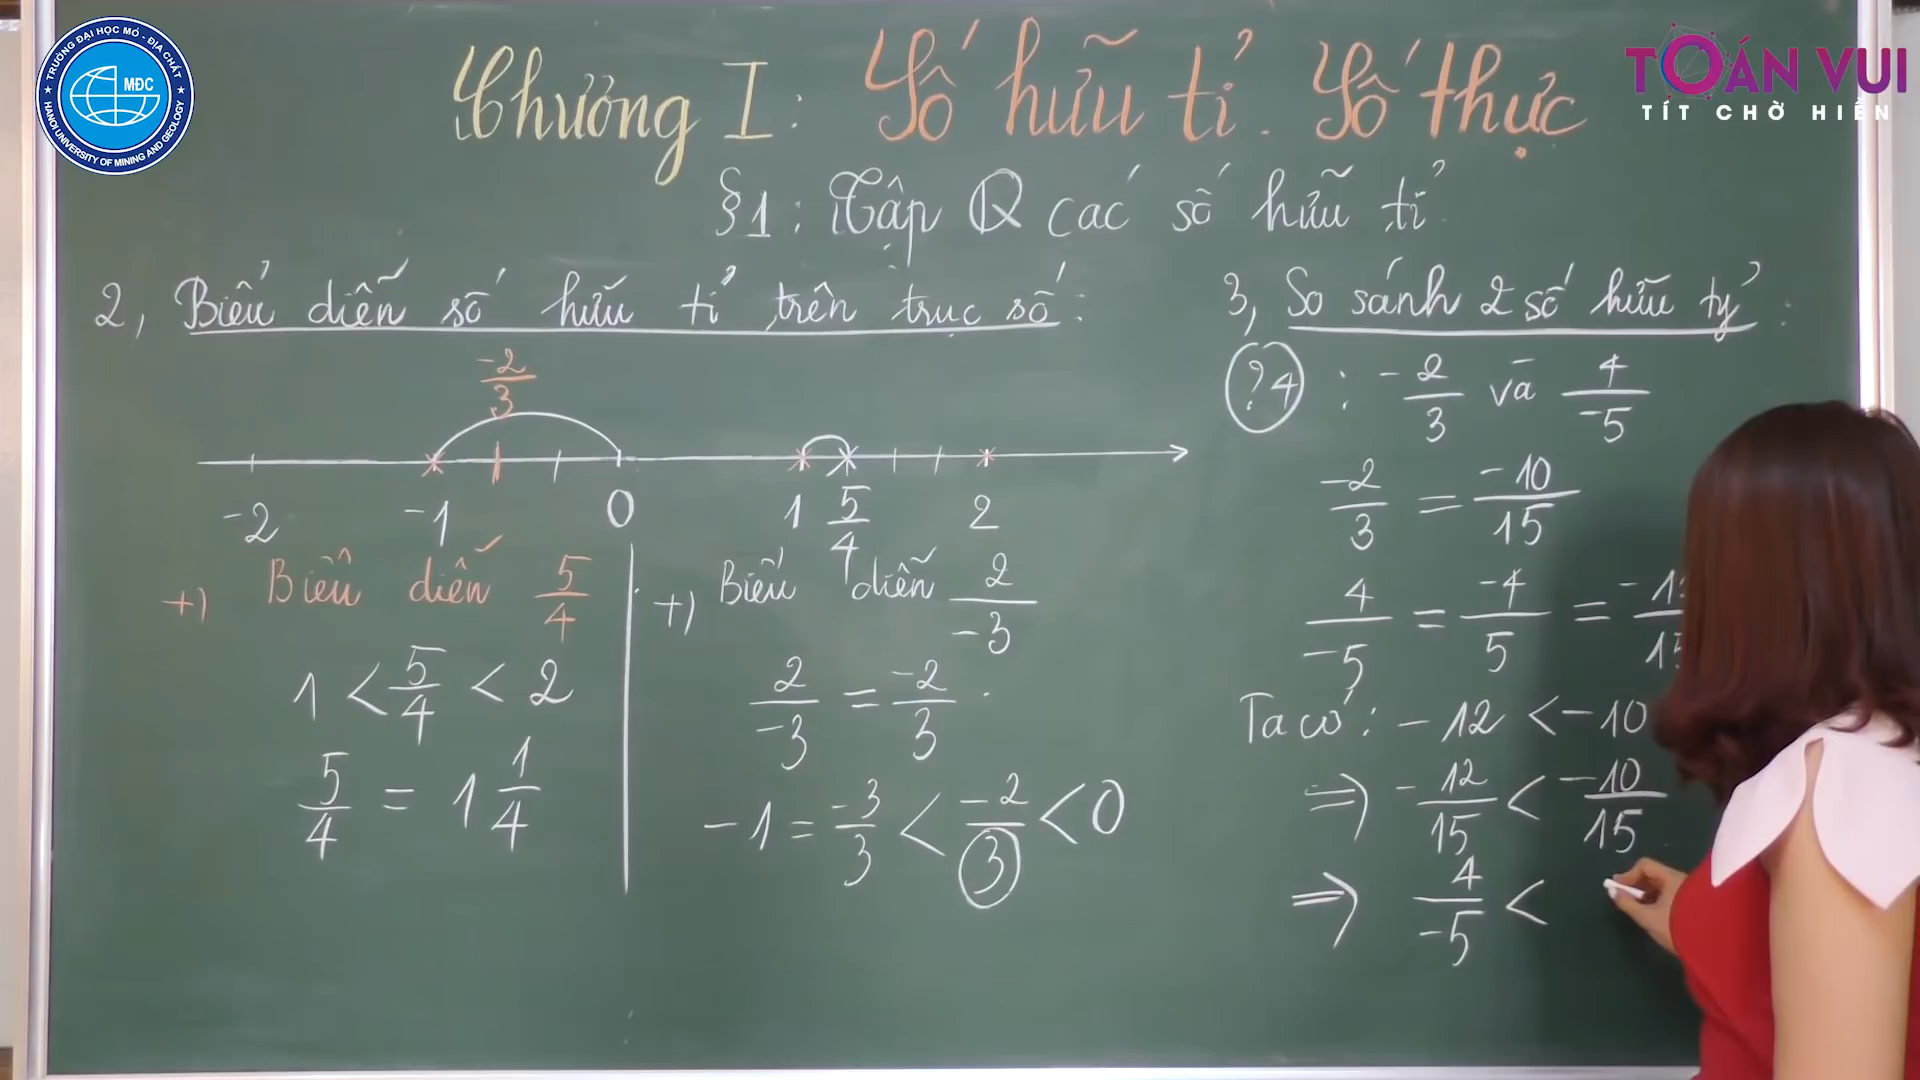 TRƯỜNG ĐẠI HỌC MỎ - ĐỊA CHẤT
MĐC
HANOI UNIVERSITY OF MINING AND GEOLOGY
TOÁN VUI
TÍT CHỜ HIỀN
Chương I: Số hữu tỉ. Số thực
§1: Tập Q các số hữu tỉ
2, Biểu diễn số hữu tỉ trên trục số:
-2/3
-2 -1 0 1 5/4 2
+) Biểu diễn 5/4
1 < 5/4 < 2
5/4 = 1 1/4
+) Biểu diễn 2/-3
2/-3 = -2/3
-1 = -3/3 < -2/3 < 0
3, So sánh 2 số hữu tỷ:
?4 : -2/3 và 4/-5
-2/3 = -10/15
4/-5 = -4/5 =
Ta có: -12 < -10
⇒ -12/15 < -10/15
⇒ 4/-5 <